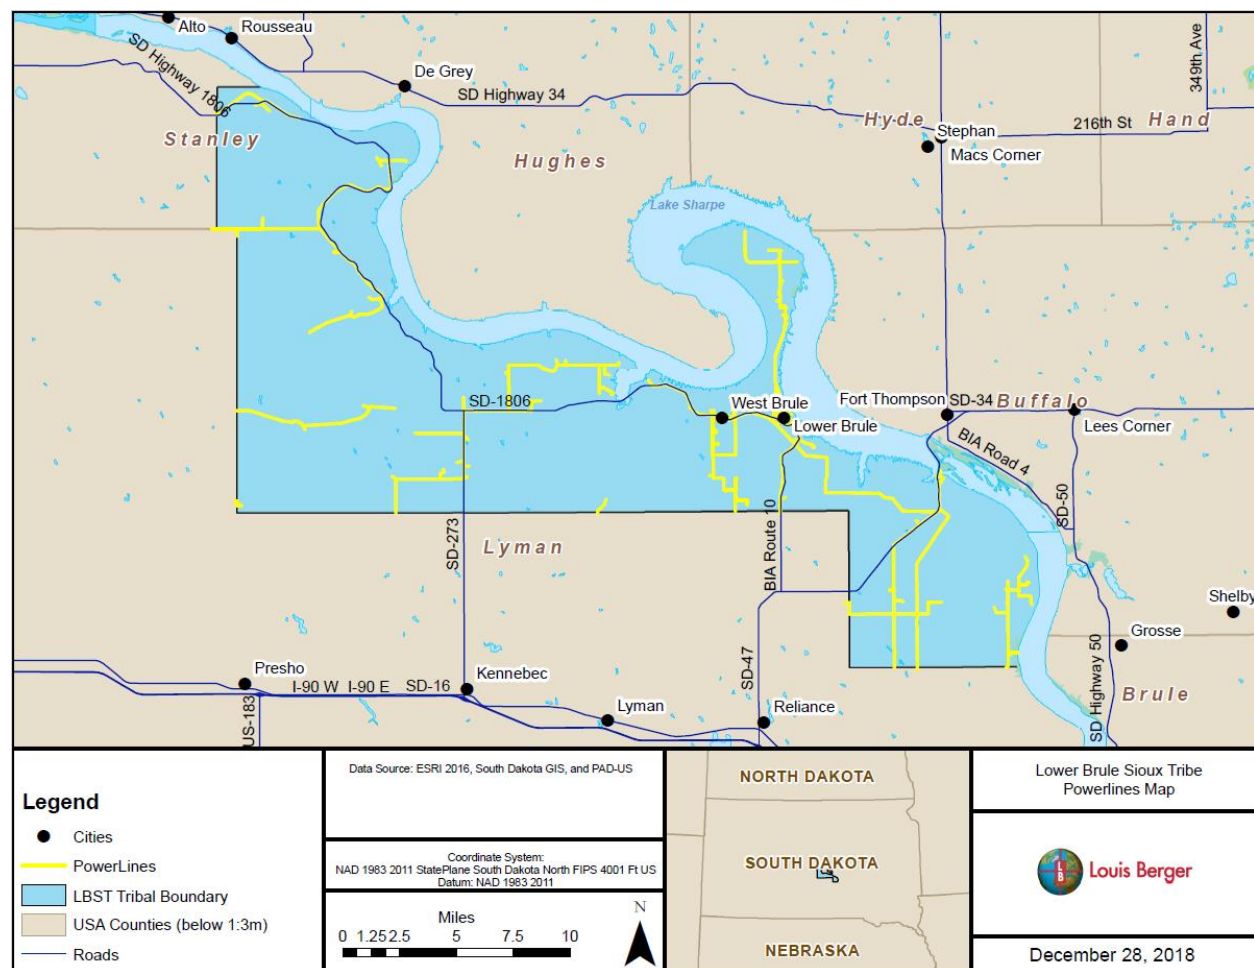 Alto
Rousseau
SD Highway 1806
De Grey
SD Highway 34
349th Ave
Stanley
Hughes
Hyde
Stephan
216th St
Hand
Macs Corner
Lake Sharpe
SD-1806
West Brule
Lower Brule
Fort Thompson
SD-34
Buffalo
Lees Corner
BIA Road 4
SD-50
SD-273
Lyman
BIA Route 10
Shelby
Grosse
SD Highway 50
Brule
Presho
I-90 W I-90 E
SD-16
Kennebec
SD-47
US-183
Lyman
Reliance
Legend
Cities
PowerLines
LBST Tribal Boundary
USA Counties (below 1:3m)
Roads
Data Source: ESRI 2016, South Dakota GIS, and PAD-US
Coordinate System:
NAD 1983 2011 StatePlane South Dakota North FIPS 4001 Ft US
Datum: NAD 1983 2011
Miles
0 1.25 2.5 5 7.5 10
N
NORTH DAKOTA
SOUTH DAKOTA
NEBRASKA
Lower Brule Sioux Tribe
Powerlines Map
L
B
Louis Berger
December 28, 2018